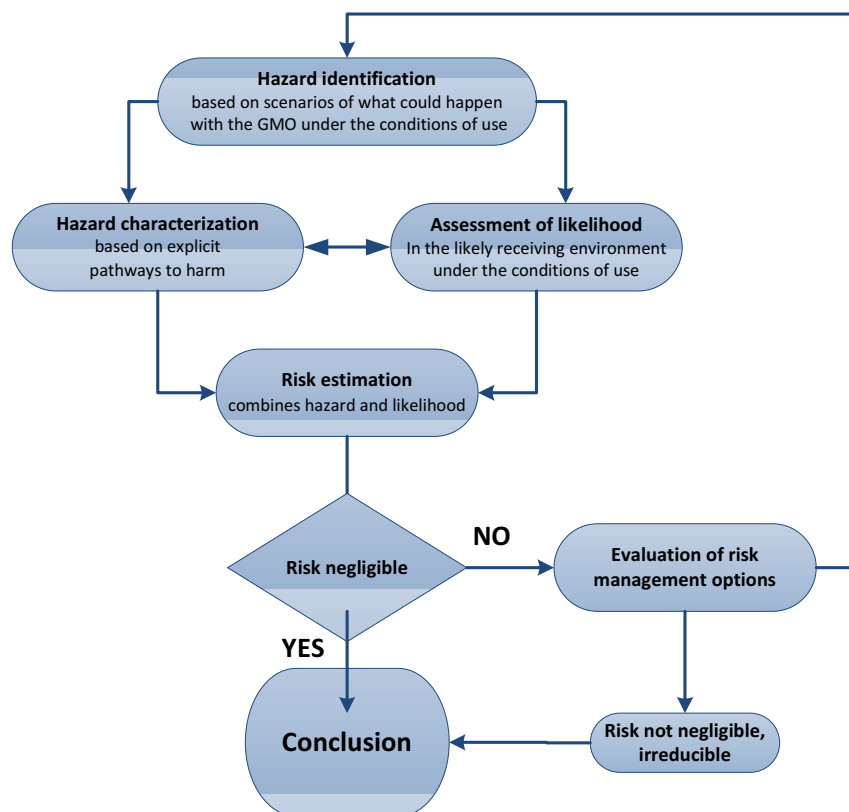 Hazard identification
based on scenarios of what could happen
with the GMO under the conditions of use
Hazard characterization
based on explicit
pathways to harm
Assessment of likelihood
In the likely receiving environment
under the conditions of use
Risk estimation
combines hazard and likelihood
Risk negligible
NO
Evaluation of risk
management options
YES
Conclusion
Risk not negligible,
irreducible